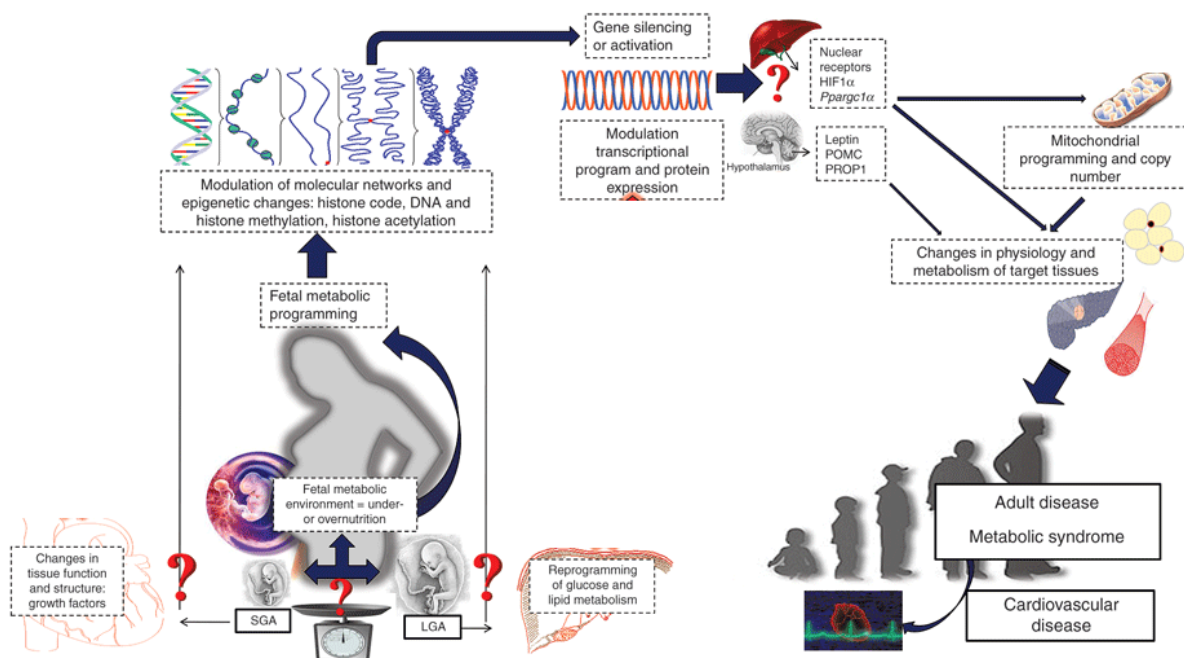 Gene silencing
or activation
Nuclear
receptors
HIF1α
Ppargc1α
?
Modulation
transcriptional
program and protein
expression
Hypothalamus
Leptin
POMC
PROP1
Mitochondrial
programming and copy
number
Modulation of molecular networks and
epigenetic changes: histone code, DNA and
histone methylation, histone acetylation
Changes in physiology and
metabolism of target tissues
Fetal metabolic
programming
Fetal metabolic
environment = under-
or overnutrition
Changes in
tissue function
and structure:
growth factors
?
SGA
?
LGA
?
Reprogramming
of glucose and
lipid metabolism
Adult disease
Metabolic syndrome
Cardiovascular
disease